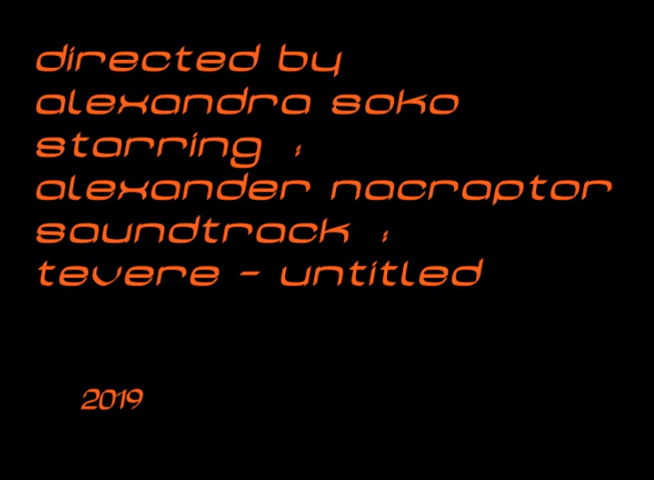 directed by
alexandra soko
starring :
alexander nacraptor
soundtrack :
tevere - untitled
2019